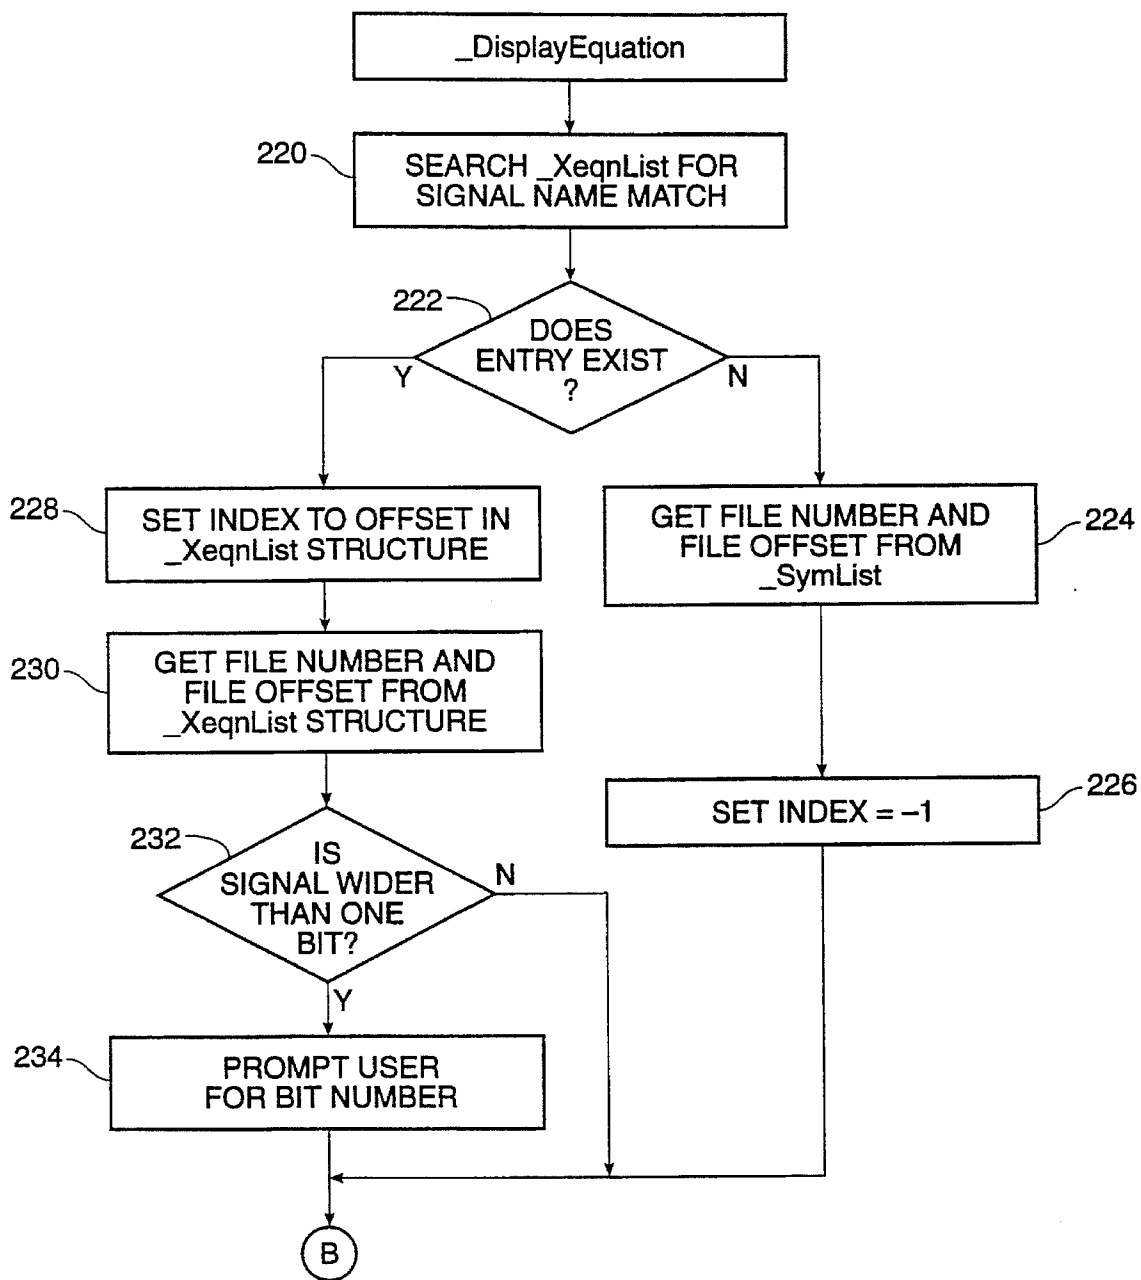 _DisplayEquation
220
SEARCH _XeqnList FOR
SIGNAL NAME MATCH
222
DOES
ENTRY EXIST
?
Y
N
228
SET INDEX TO OFFSET IN
_XeqnList STRUCTURE
GET FILE NUMBER AND
FILE OFFSET FROM
_SymList
224
230
GET FILE NUMBER AND
FILE OFFSET FROM
_XeqnList STRUCTURE
SET INDEX = –1
226
232
IS
SIGNAL WIDER
THAN ONE
BIT?
N
Y
234
PROMPT USER
FOR BIT NUMBER
B